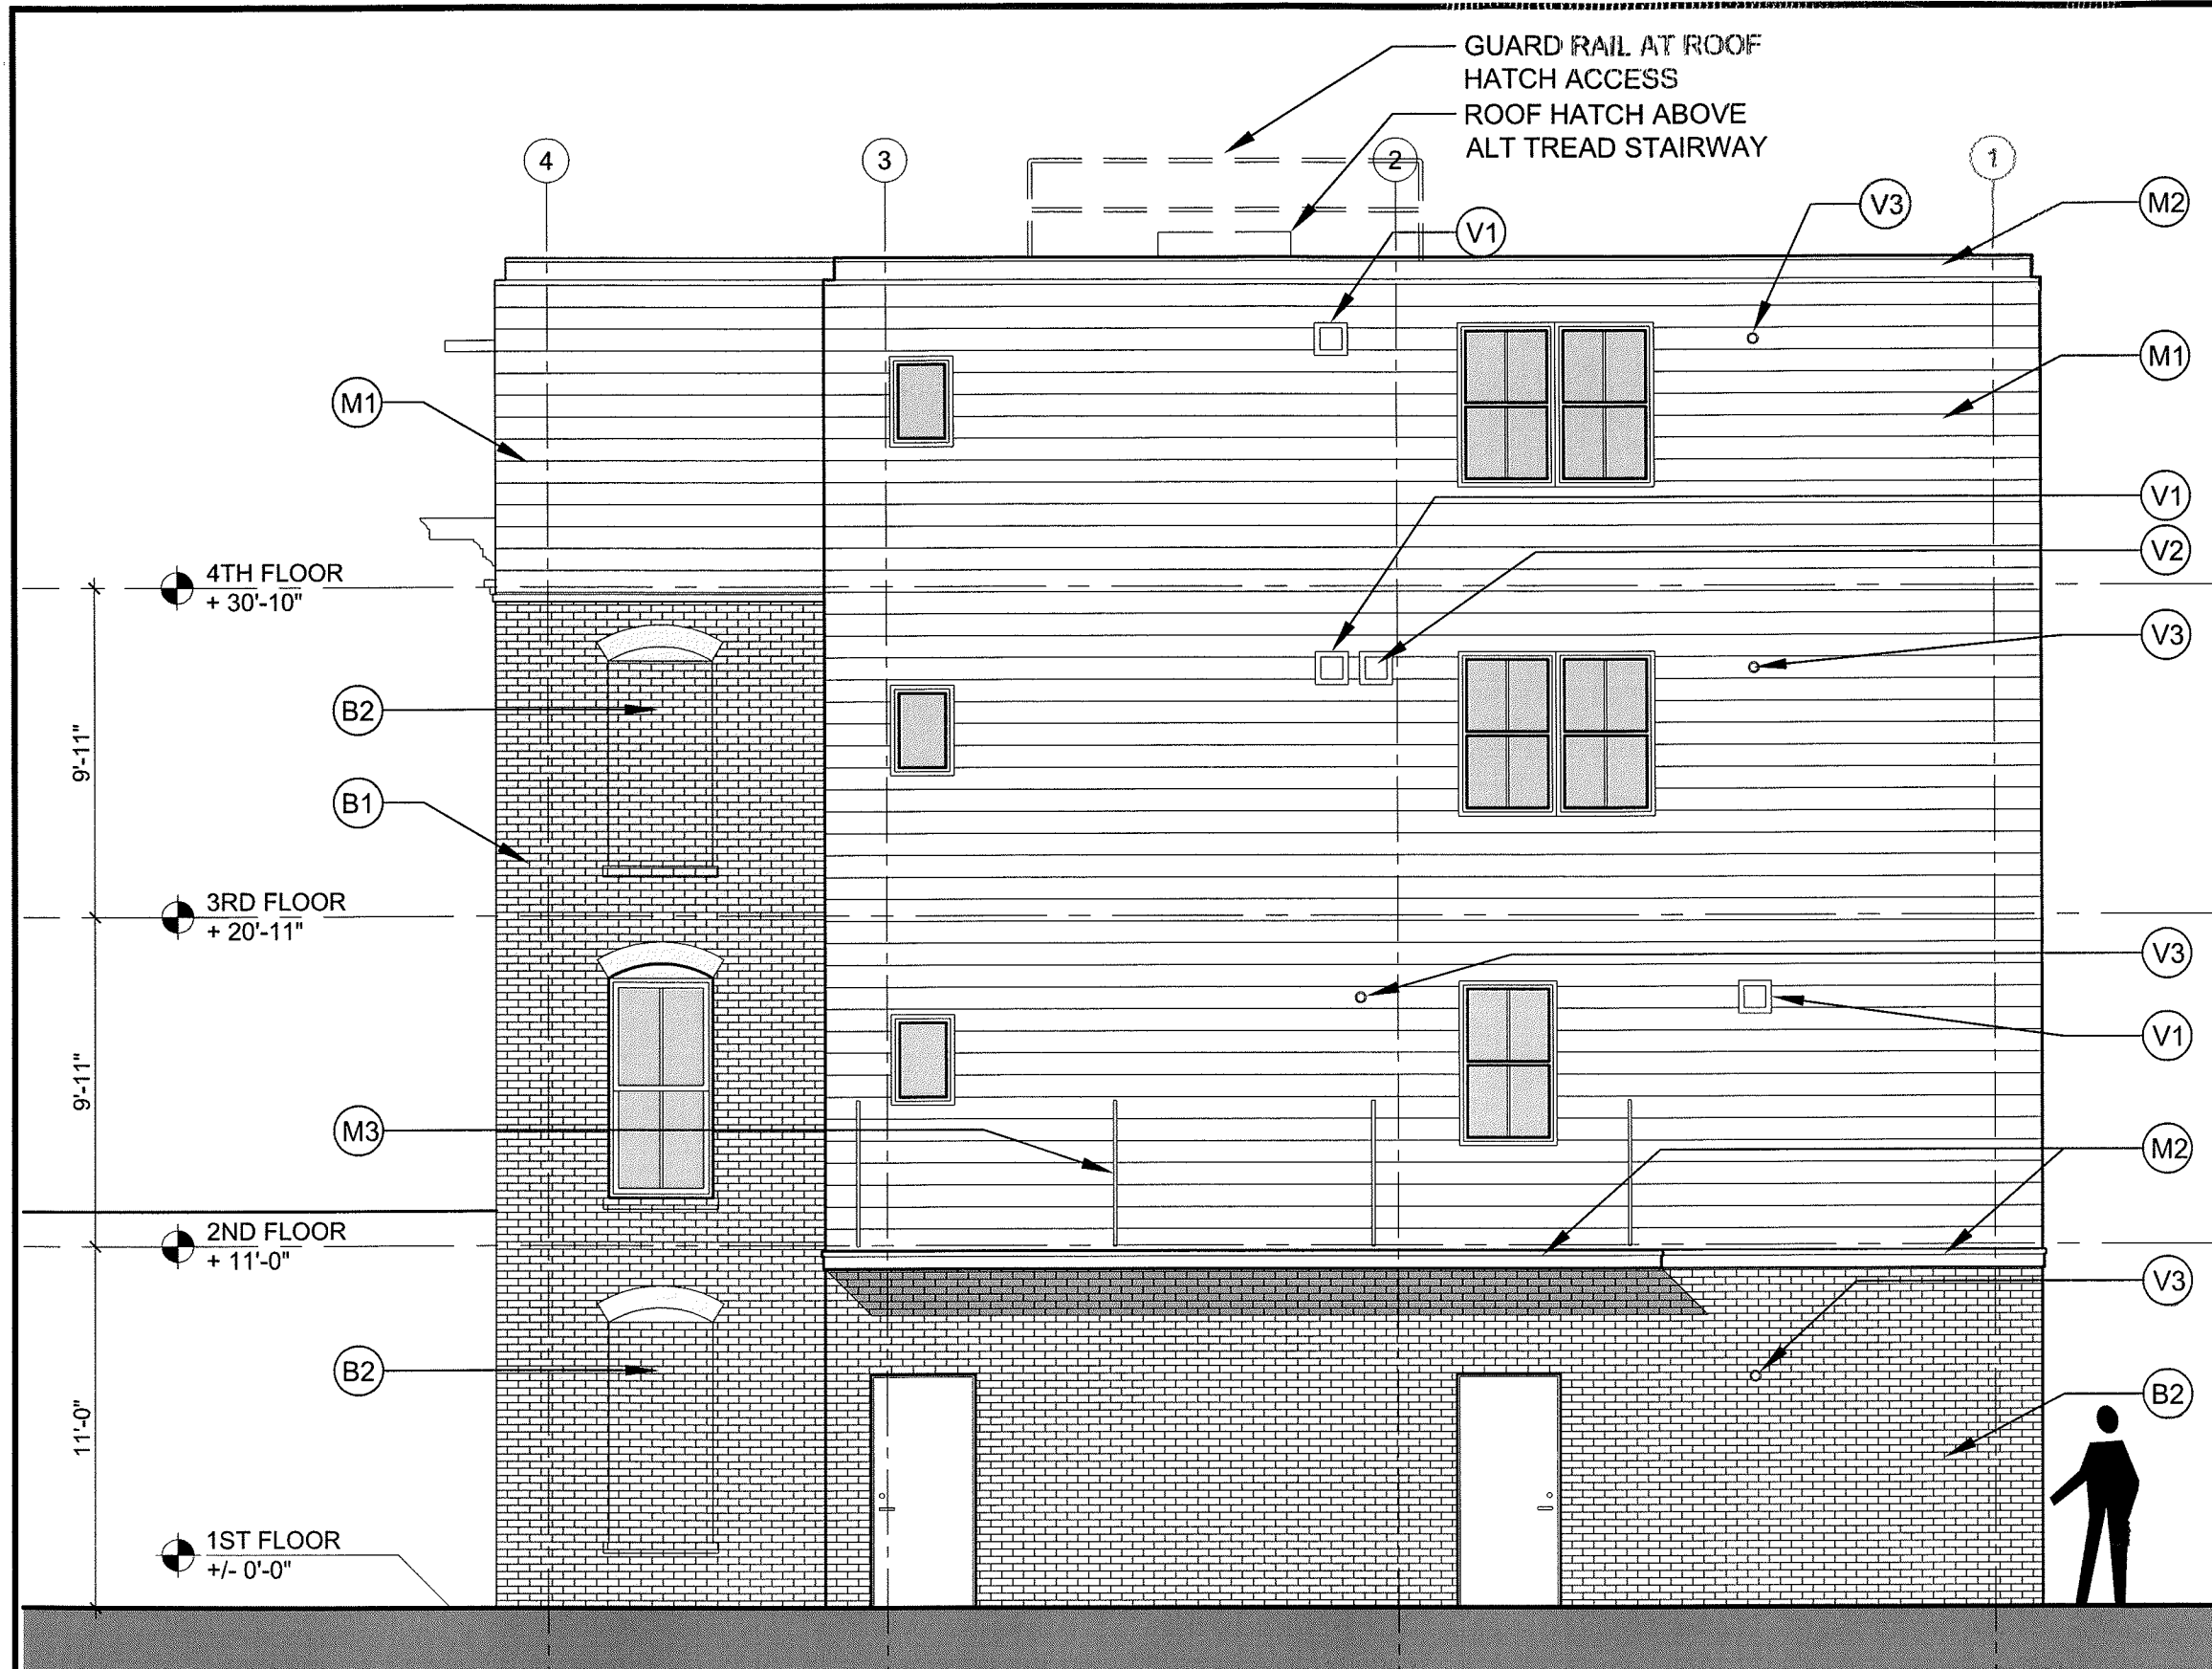 GUARD RAIL AT ROOF
HATCH ACCESS
ROOF HATCH ABOVE
ALT TREAD STAIRWAY
4
3
2
1
V3
M2
V1
M1
M1
V1
V2
4TH FLOOR
+ 30'-10"
V3
B2
9'-11"
B1
3RD FLOOR
+ 20'-11"
V3
V1
9'-11"
M3
M2
2ND FLOOR
+ 11'-0"
V3
B2
B2
11'-0"
1ST FLOOR
+/- 0'-0"